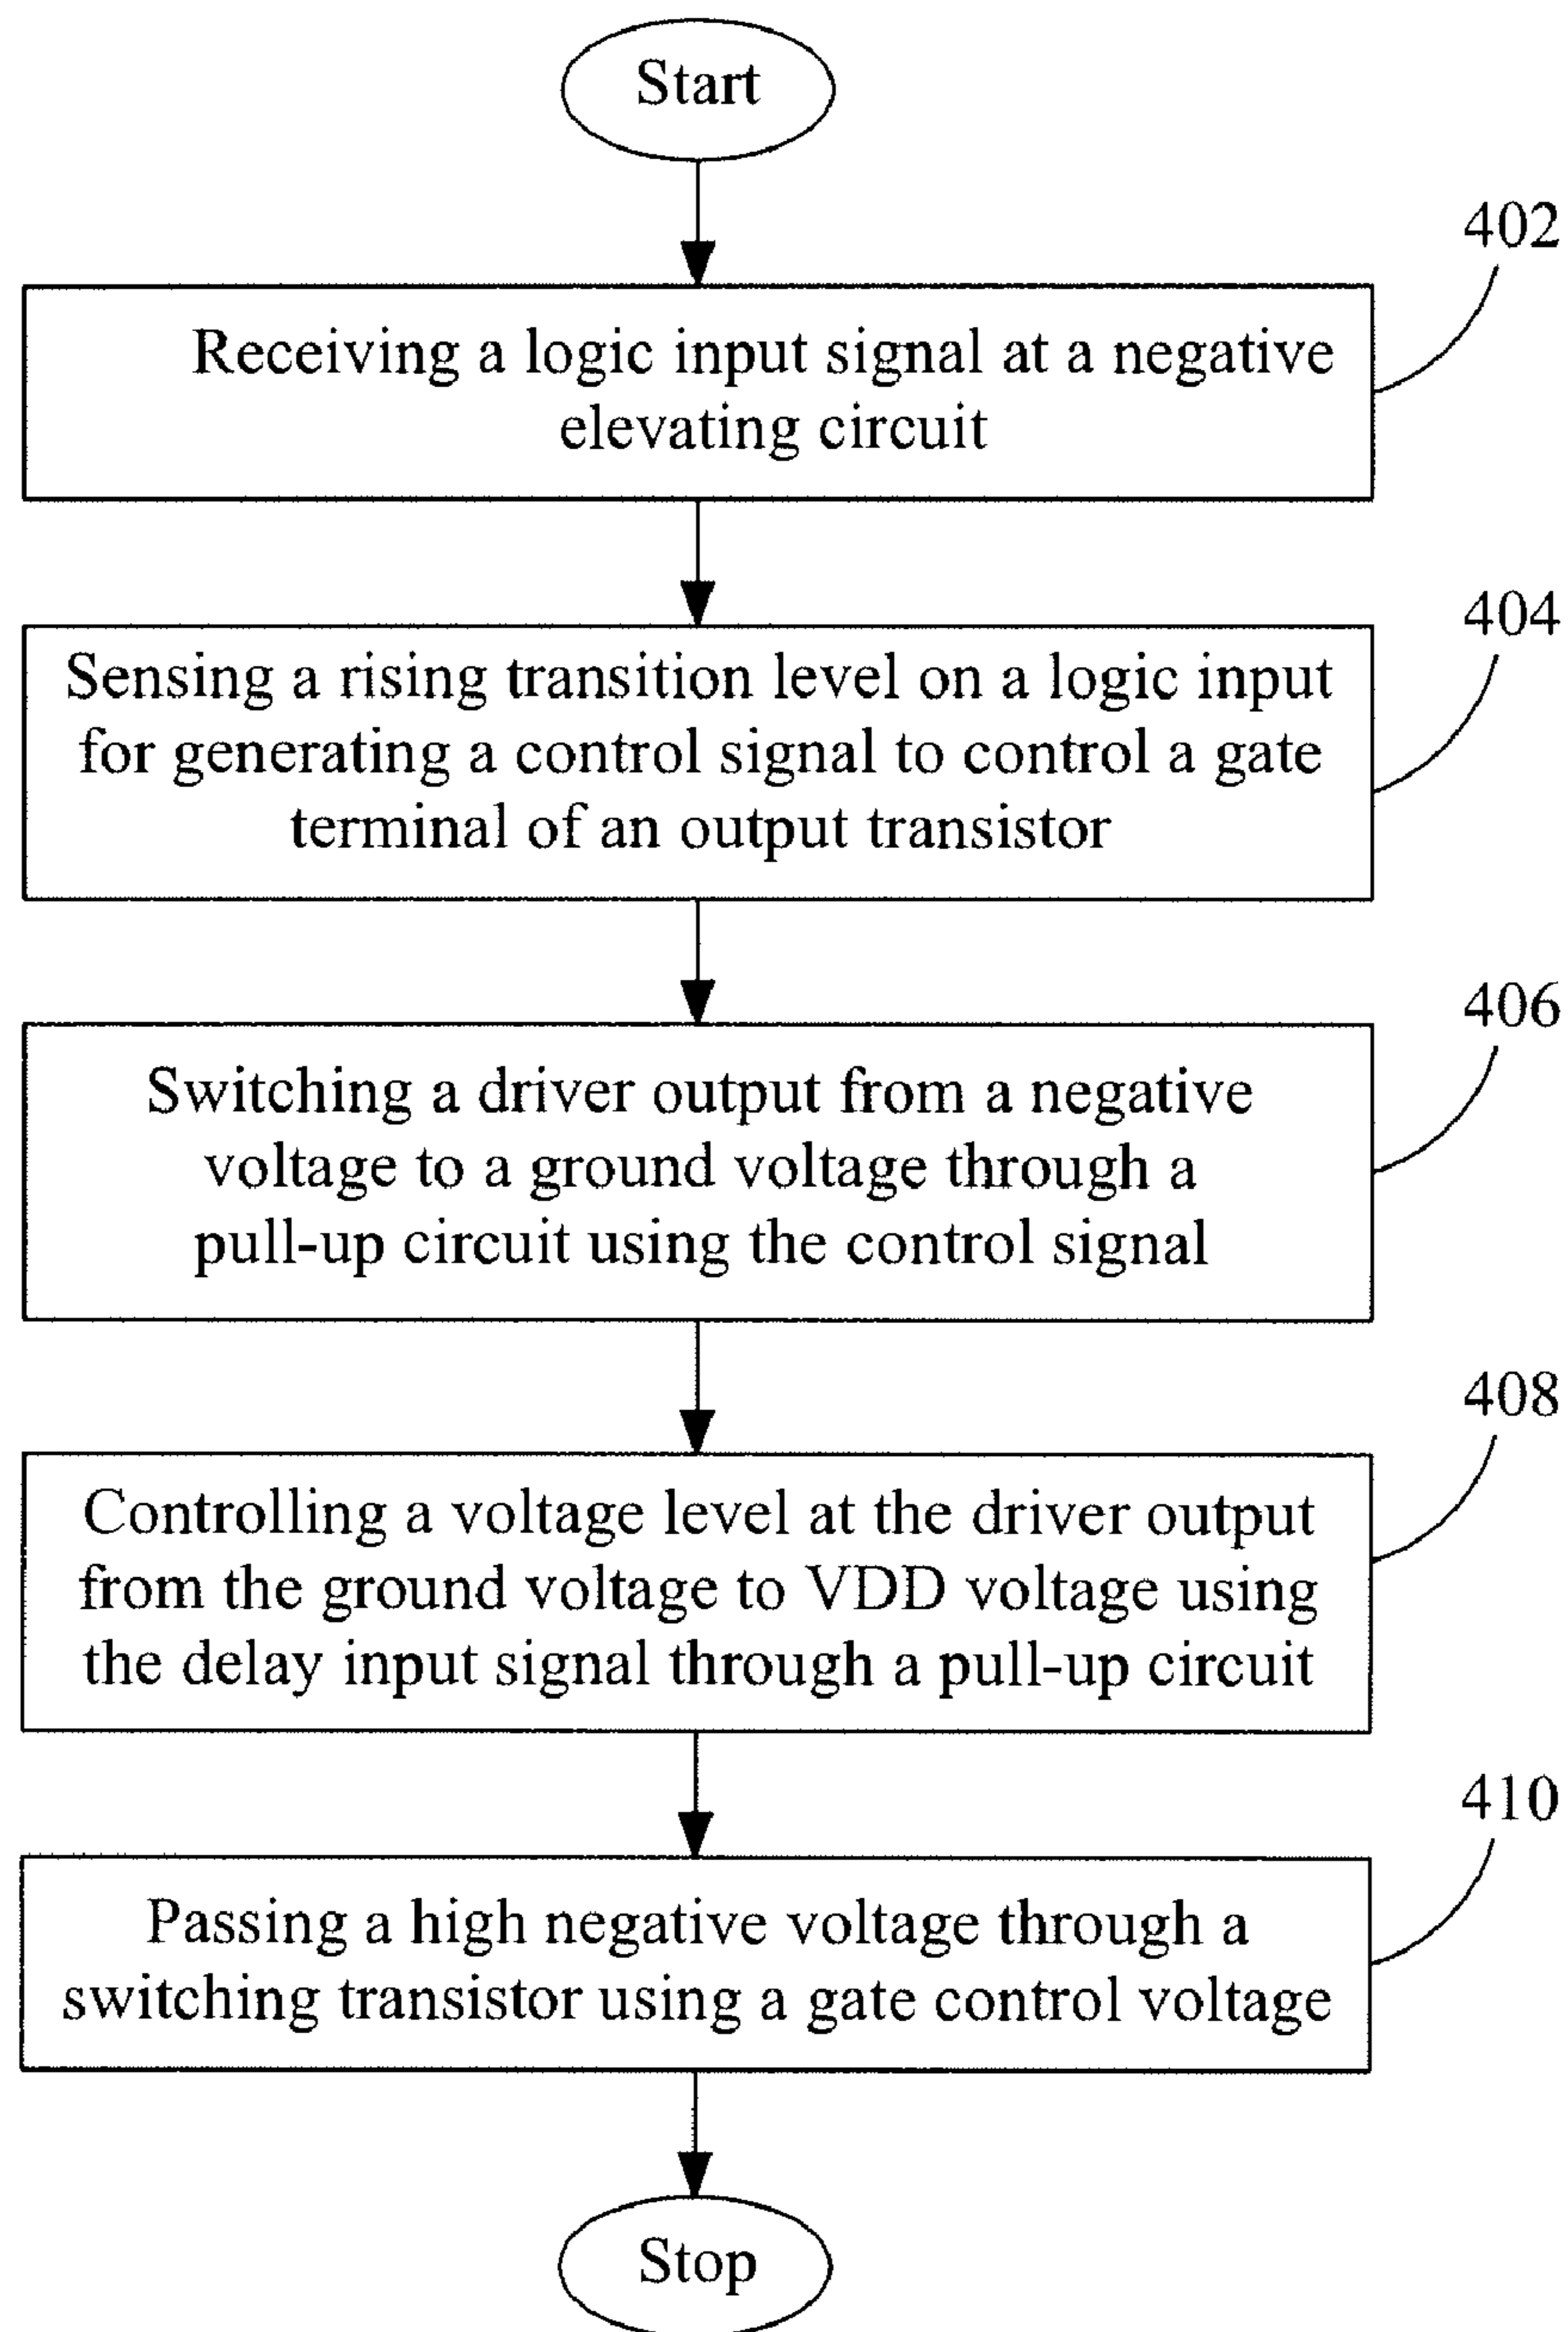 Start
402
Receiving a logic input signal at a negative
elevating circuit
404
Sensing a rising transition level on a logic input
for generating a control signal to control a gate
terminal of an output transistor
406
Switching a driver output from a negative
voltage to a ground voltage through a
pull-up circuit using the control signal
408
Controlling a voltage level at the driver output
from the ground voltage to VDD voltage using
the delay input signal through a pull-up circuit
410
Passing a high negative voltage through a
switching transistor using a gate control voltage
Stop